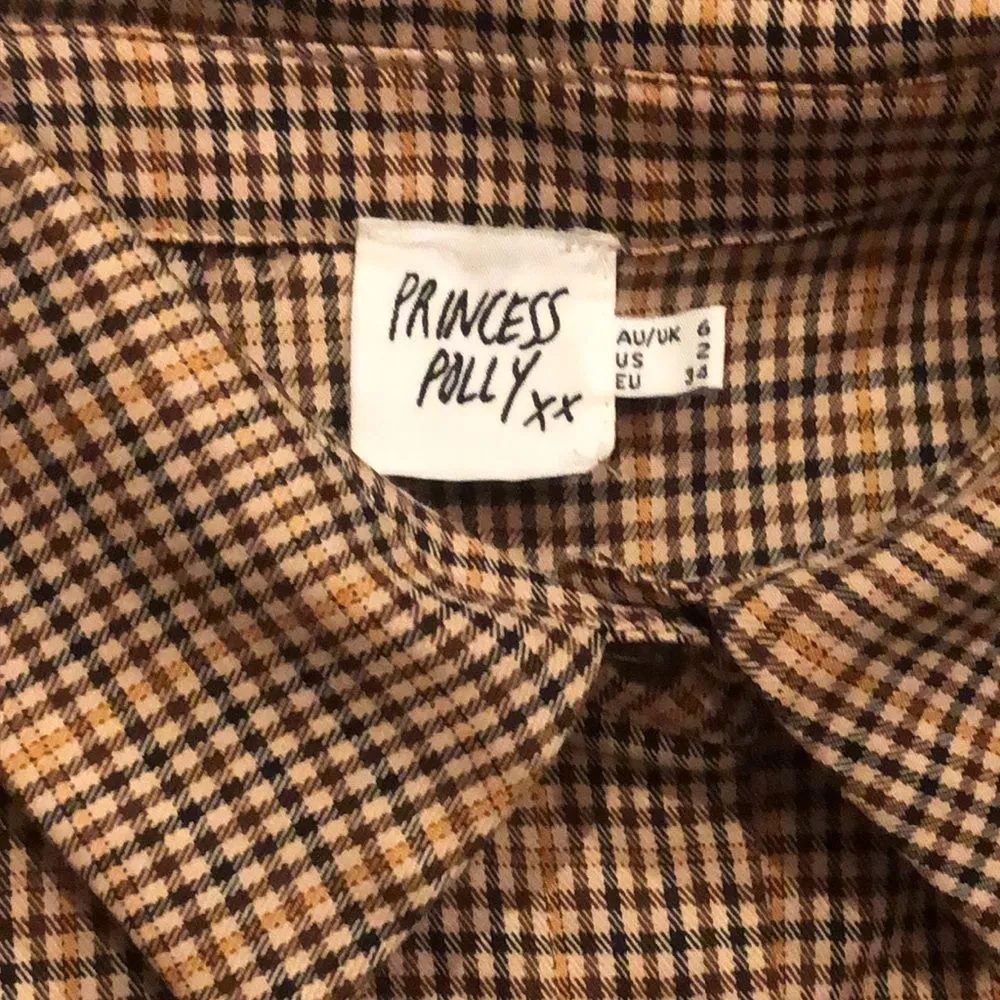 PRINCESS
POLLY xx
AU/UK 6
US 2
EU 34